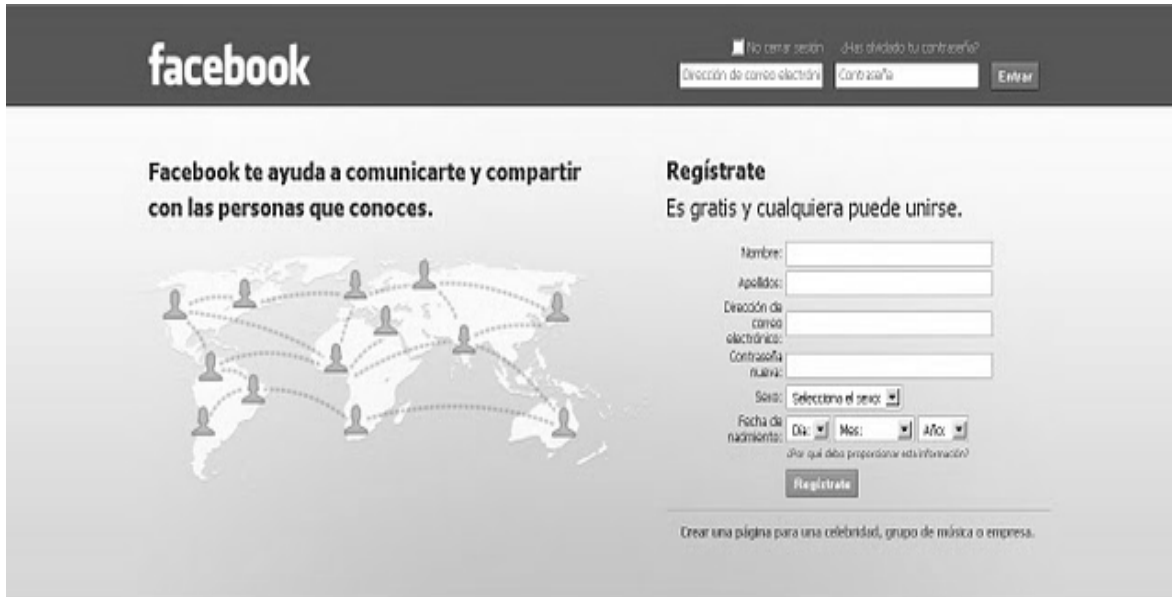 facebook
No cerrar sesión ¿Has olvidado tu contraseña?
Dirección de correo electróni Contraseña Entrar
Facebook te ayuda a comunicarte y compartir
con las personas que conoces.
Regístrate
Es gratis y cualquiera puede unirse.
Nombre:
Apellidos:
Dirección de
correo
electrónico:
Contraseña
nueva:
Sexo: Selecciona el sexo:
Fecha de
nacimiento: Día: Mes: Año:
¿Por qué debo proporcionar esta información?
Regístrate
Crear una página para una celebridad, grupo de música o empresa.